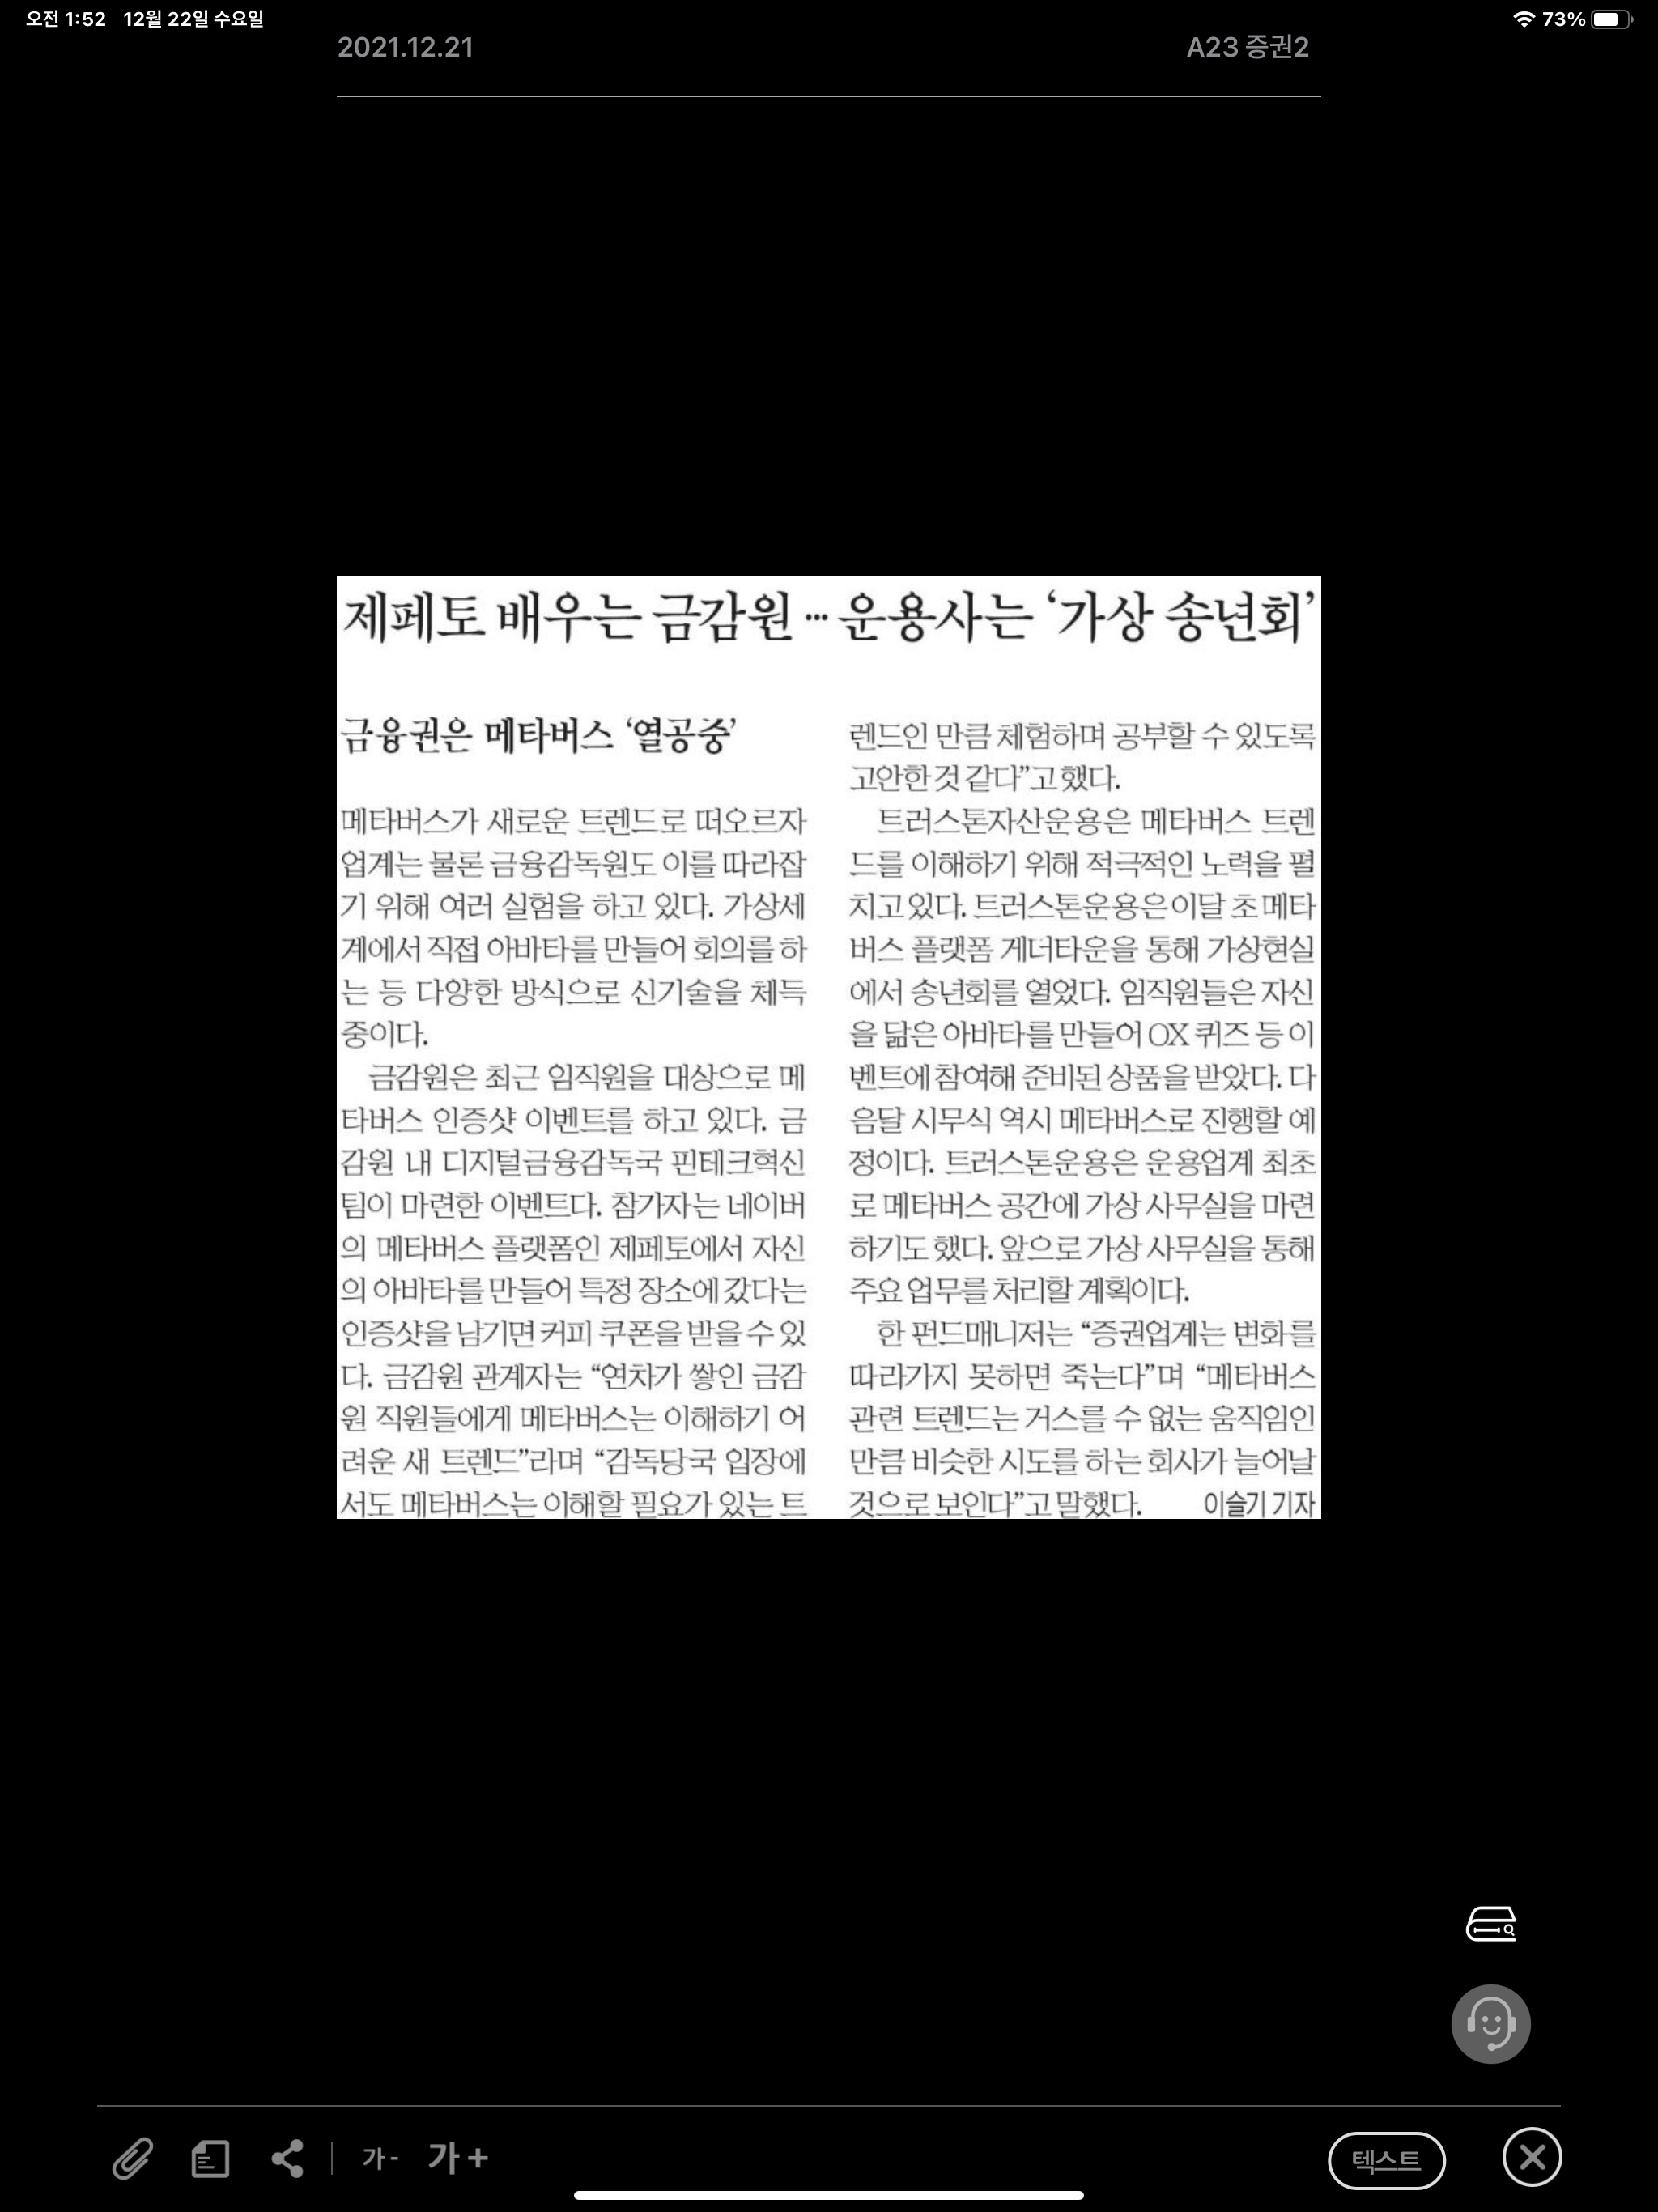 오전 1:52 12월 22일 수요일
73%
2021.12.21
A23 증권2
제페토 배우는 금감원 … 운용사는 ‘가상 송년회’
금융권은 메타버스 ‘열공중’
메타버스가 새로운 트렌드로 떠오르자
업계는 물론 금융감독원도 이를 따라잡
기 위해 여러 실험을 하고 있다. 가상세
계에서 직접 아바타를 만들어 회의를 하
는 등 다양한 방식으로 신기술을 체득
중이다.
금감원은 최근 임직원을 대상으로 메
타버스 인증샷 이벤트를 하고 있다. 금
감원 내 디지털금융감독국 핀테크혁신
팀이 마련한 이벤트다. 참가자는 네이버
의 메타버스 플랫폼인 제페토에서 자신
의 아바타를 만들어 특정 장소에 갔다는
인증샷을 남기면 커피 쿠폰을 받을 수 있
다. 금감원 관계자는 “연차가 쌓인 금감
원 직원들에게 메타버스는 이해하기 어
려운 새 트렌드”라며 “감독당국 입장에
서도 메타버스는 이해할 필요가 있는 트
렌드인 만큼 체험하며 공부할 수 있도록
고안한 것 같다”고 했다.
트러스톤자산운용은 메타버스 트렌
드를 이해하기 위해 적극적인 노력을 펼
치고 있다. 트러스톤운용은 이달 초 메타
버스 플랫폼 게더타운을 통해 가상현실
에서 송년회를 열었다. 임직원들은 자신
을 닮은 아바타를 만들어 OX 퀴즈 등 이
벤트에 참여해 준비된 상품을 받았다. 다
음달 시무식 역시 메타버스로 진행할 예
정이다. 트러스톤운용은 운용업계 최초
로 메타버스 공간에 가상 사무실을 마련
하기도 했다. 앞으로 가상 사무실을 통해
주요 업무를 처리할 계획이다.
한 펀드매니저는 “증권업계는 변화를
따라가지 못하면 죽는다”며 “메타버스
관련 트렌드는 거스를 수 없는 움직임인
만큼 비슷한 시도를 하는 회사가 늘어날
것으로 보인다”고 말했다. 이슬기 기자
가- 가+
텍스트